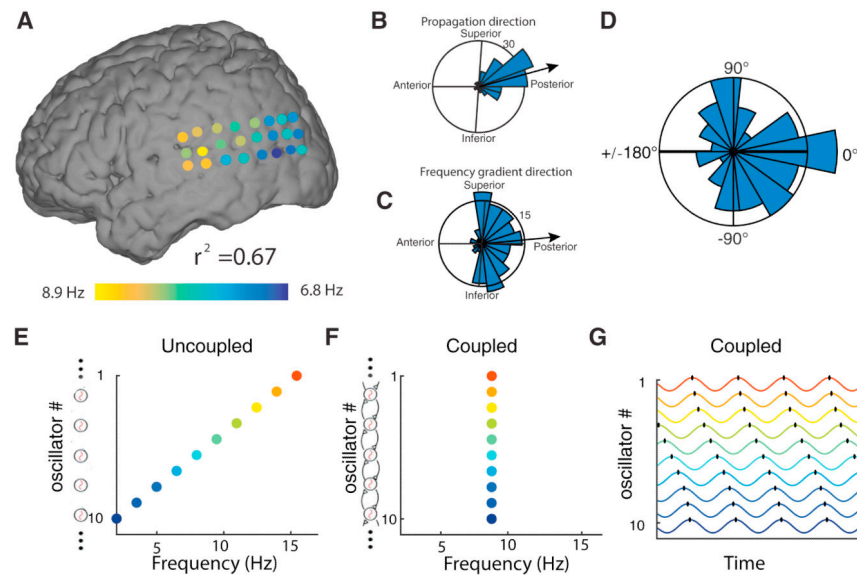 A
r² =0.67
8.9 Hz
6.8 Hz
B
Propagation direction
Superior
30
Anterior
Posterior
Inferior
C
Frequency gradient direction
Superior
15
Anterior
Posterior
Inferior
D
90°
+/-180°
0°
-90°
E
Uncoupled
1
oscillator #
10
5
10
15
Frequency (Hz)
F
Coupled
1
oscillator #
10
5
10
15
Frequency (Hz)
G
Coupled
1
oscillator #
10
Time